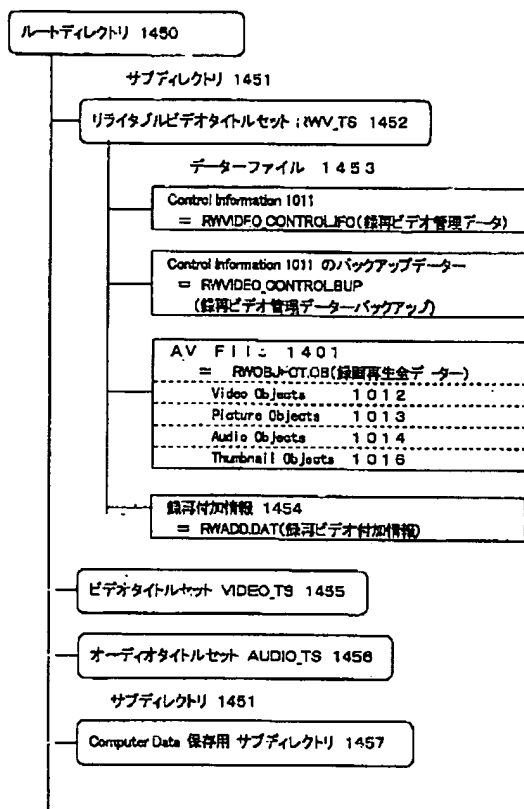 ルートディレクトリ 1450
サブディレクトリ 1451
リライタブルビデオタイトルセット RWV_TS 1452
データーファイル 1453
Control Information 1011
= RWVIDEO_CONTROL.IFO(録再ビデオ管理データ)
Control Information 1011 のバックアップデーター
= RWVIDEO_CONTROL.BUP
(録再ビデオ管理データーバックアップ)
AV File 1401
= RWOBJECT.OB(録画再生全データー)
Video Objects 1012
Picture Objects 1013
Audio Objects 1014
Thumbnail Objects 1016
録再付加情報 1454
= RWADD.DAT(録再ビデオ付加情報)
ビデオタイトルセット VIDEO_TS 1455
オーディオタイトルセット AUDIO_TS 1456
サブディレクトリ 1451
Computer Data 保存用 サブディレクトリ 1457